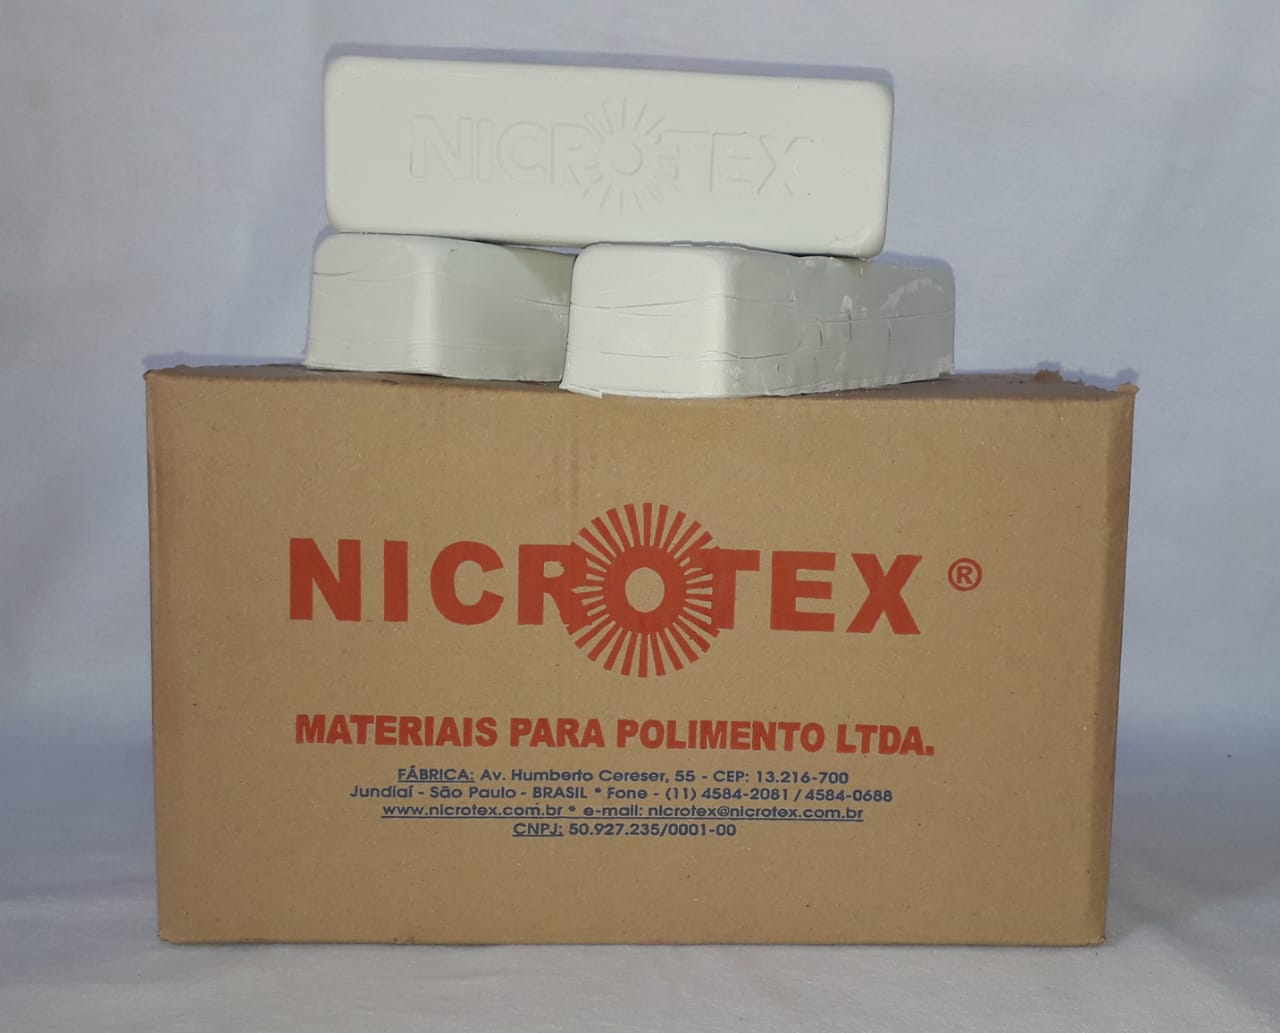 NICROTEX
NICROTEX ®
MATERIAIS PARA POLIMENTO LTDA.
FÁBRICA: Av. Humberto Cereser, 55 - CEP: 13.216-700
Jundiaí - São Paulo - BRASIL * Fone - (11) 4584-2081 / 4584-0688
www.nicrotex.com.br * e-mail: nicrotex@nicrotex.com.br
CNPJ: 50.927.235/0001-00